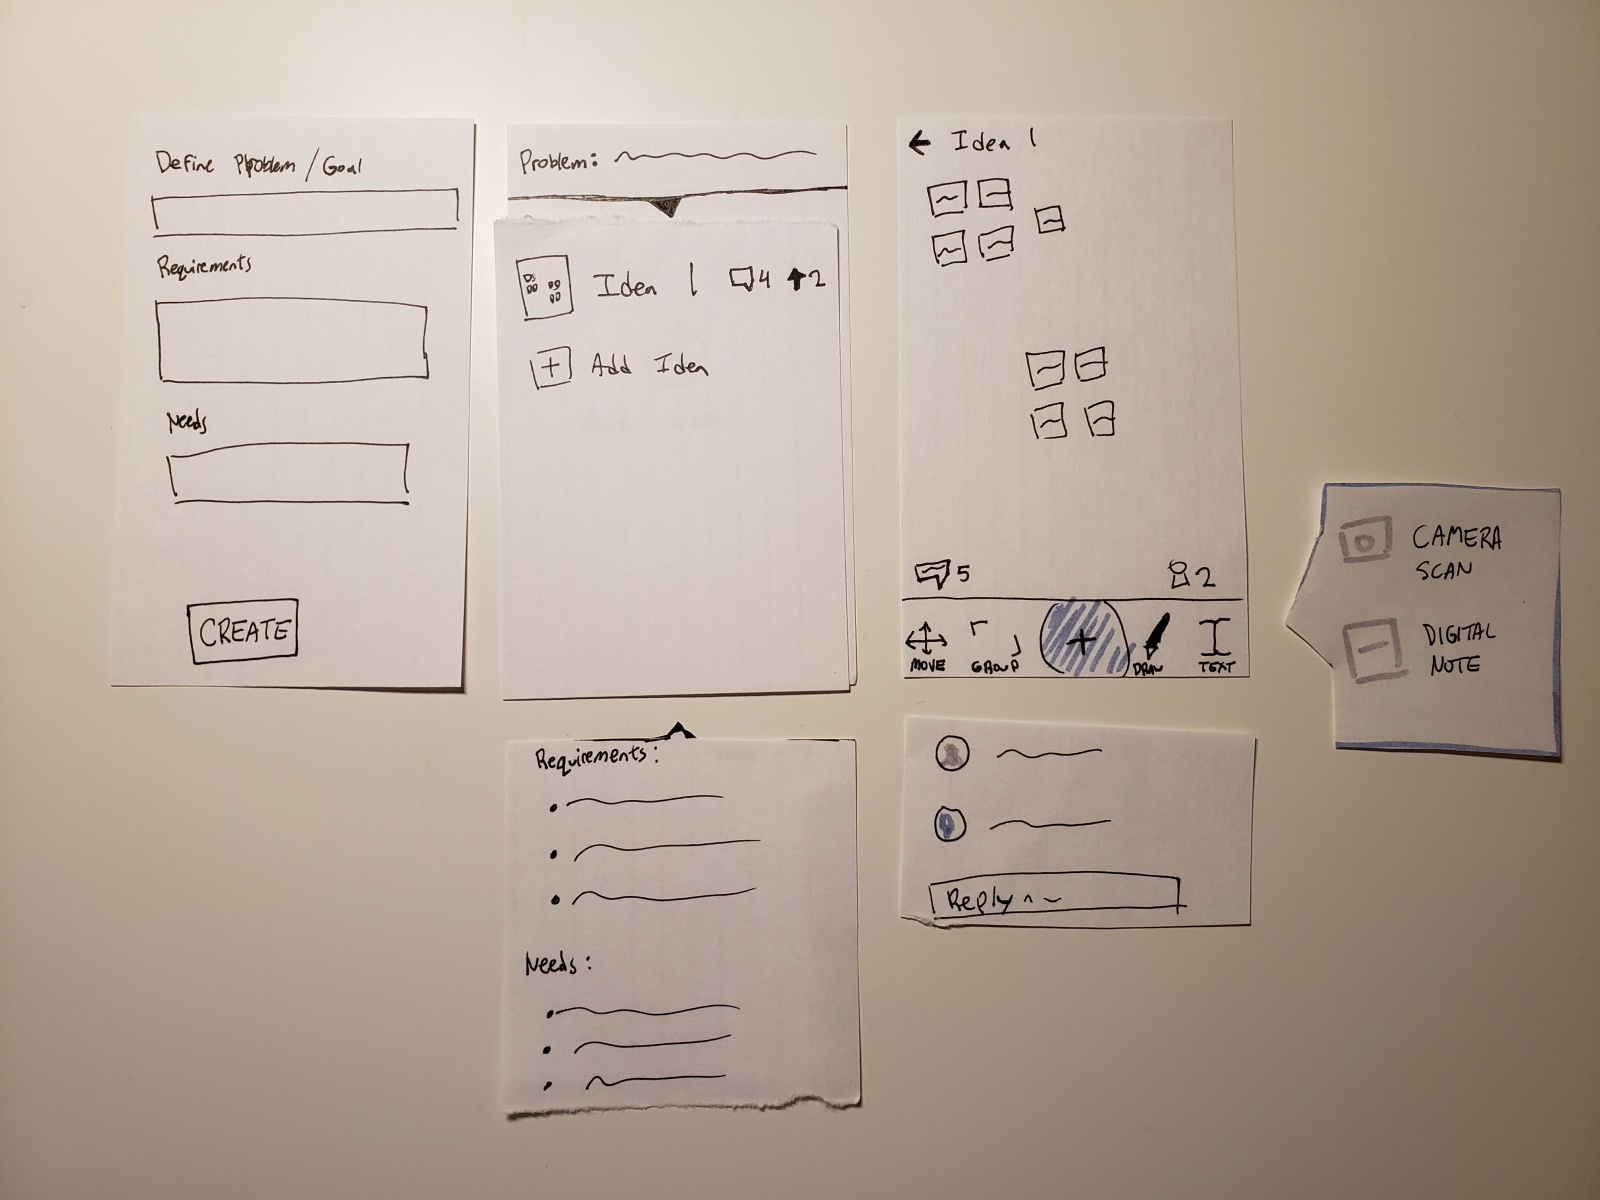 Define Problem / Goal
Requirements
Needs
CREATE
Problem:
Idea 1 4 2
+ Add Idea
Requirements:
Needs:
← Idea 1
5 2
MOVE GROUP + DRAW TEXT
Reply
CAMERA
SCAN
DIGITAL
NOTE